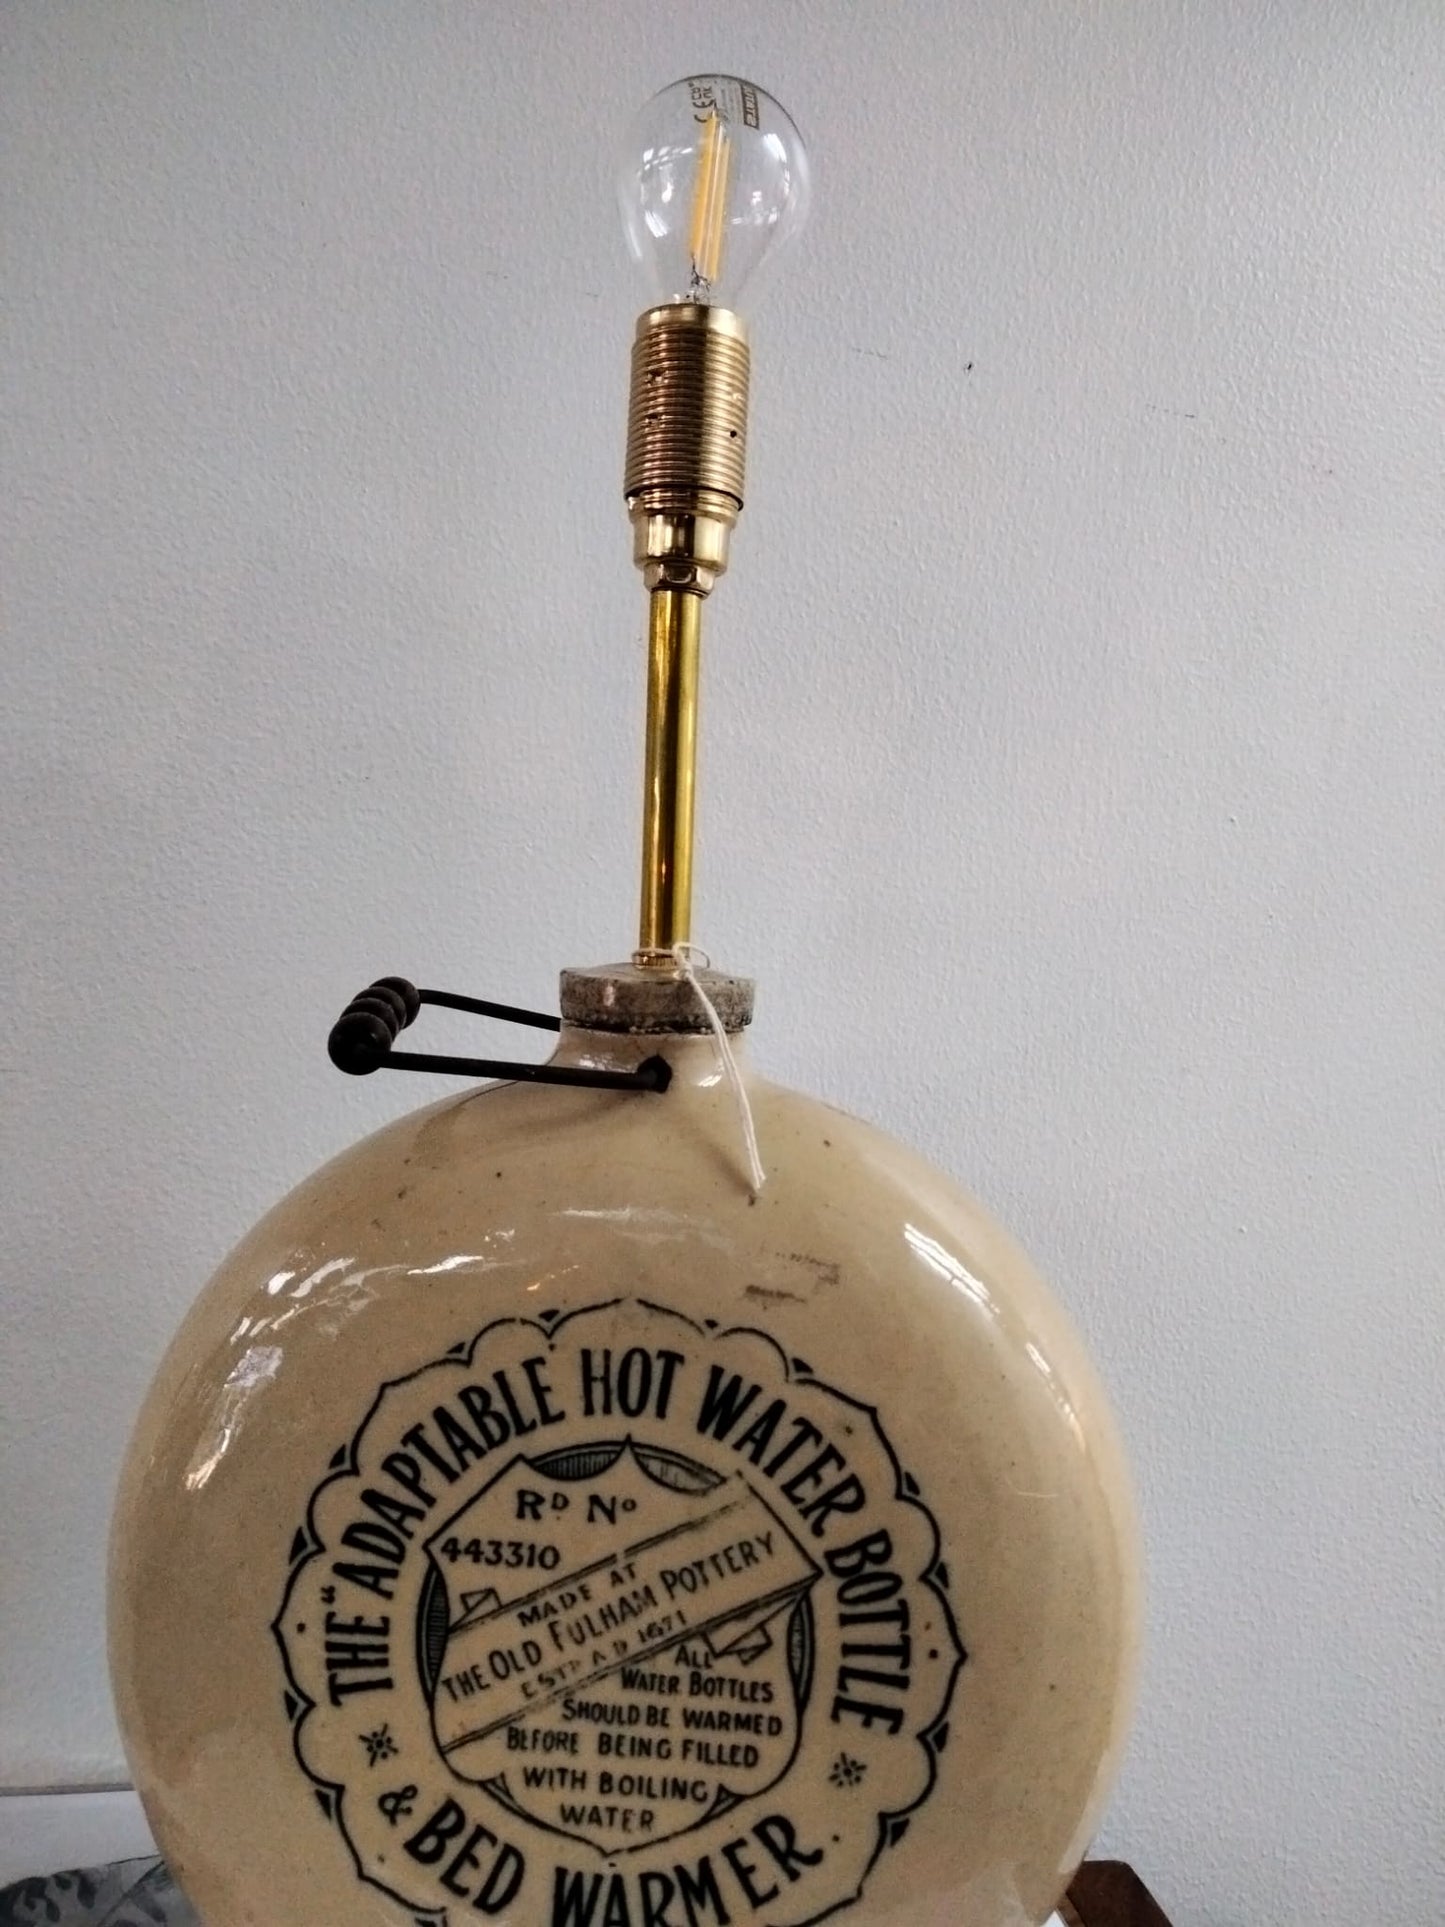 THE "ADAPTABLE HOT WATER BOTTLE
& BED WARMER.
RD No
443310
MADE AT
THE OLD FULHAM POTTERY
ESTD A.D 1671
ALL
WATER BOTTLES
SHOULD BE WARMED
BEFORE BEING FILLED
WITH BOILING
WATER